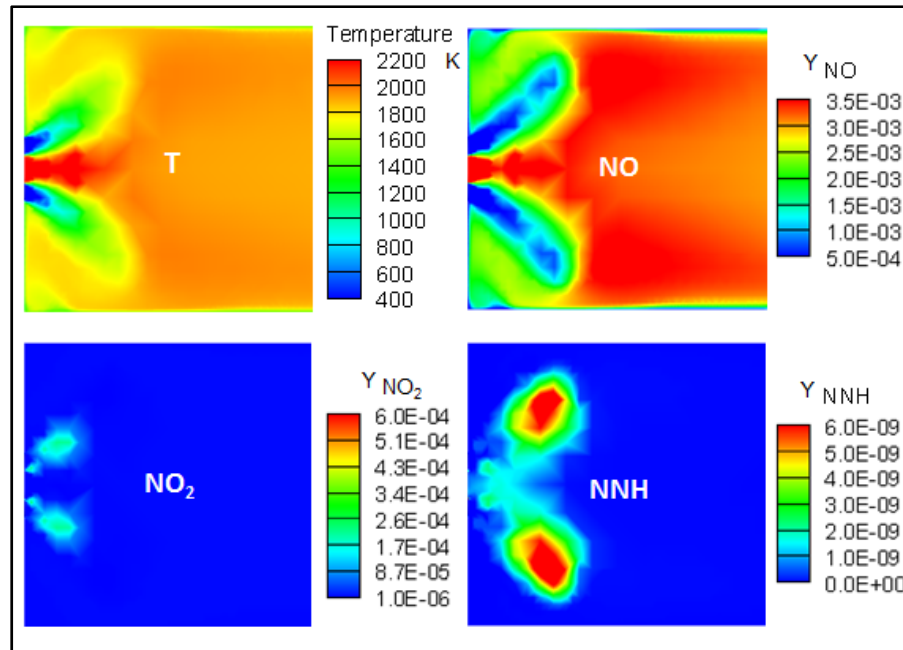 Temperature
2200 K
2000
1800
1600
1400
1200
1000
800
600
400
T
Y NO
3.5E-03
3.0E-03
2.5E-03
2.0E-03
1.5E-03
1.0E-03
5.0E-04
NO
Y NO₂
6.0E-04
5.1E-04
4.3E-04
3.4E-04
2.6E-04
1.7E-04
8.7E-05
1.0E-06
NO₂
Y NNH
6.0E-09
5.0E-09
4.0E-09
3.0E-09
2.0E-09
1.0E-09
0.0E+00
NNH